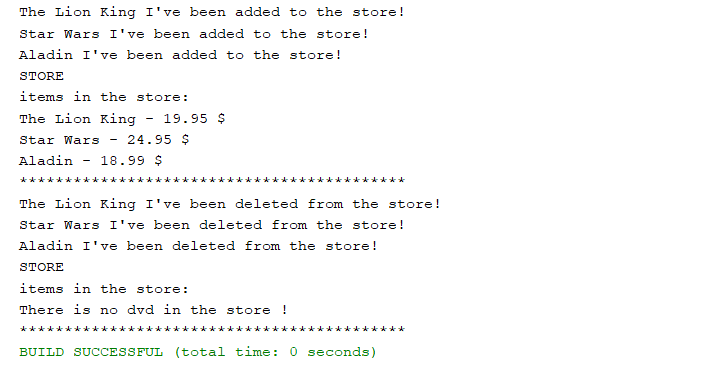 The Lion King I've been added to the store!
Star Wars I've been added to the store!
Aladin I've been added to the store!
STORE
items in the store:
The Lion King - 19.95 $
Star Wars - 24.95 $
Aladin - 18.99 $
*******************************************
The Lion King I've been deleted from the store!
Star Wars I've been deleted from the store!
Aladin I've been deleted from the store!
STORE
items in the store:
There is no dvd in the store !
*******************************************
BUILD SUCCESSFUL (total time: 0 seconds)